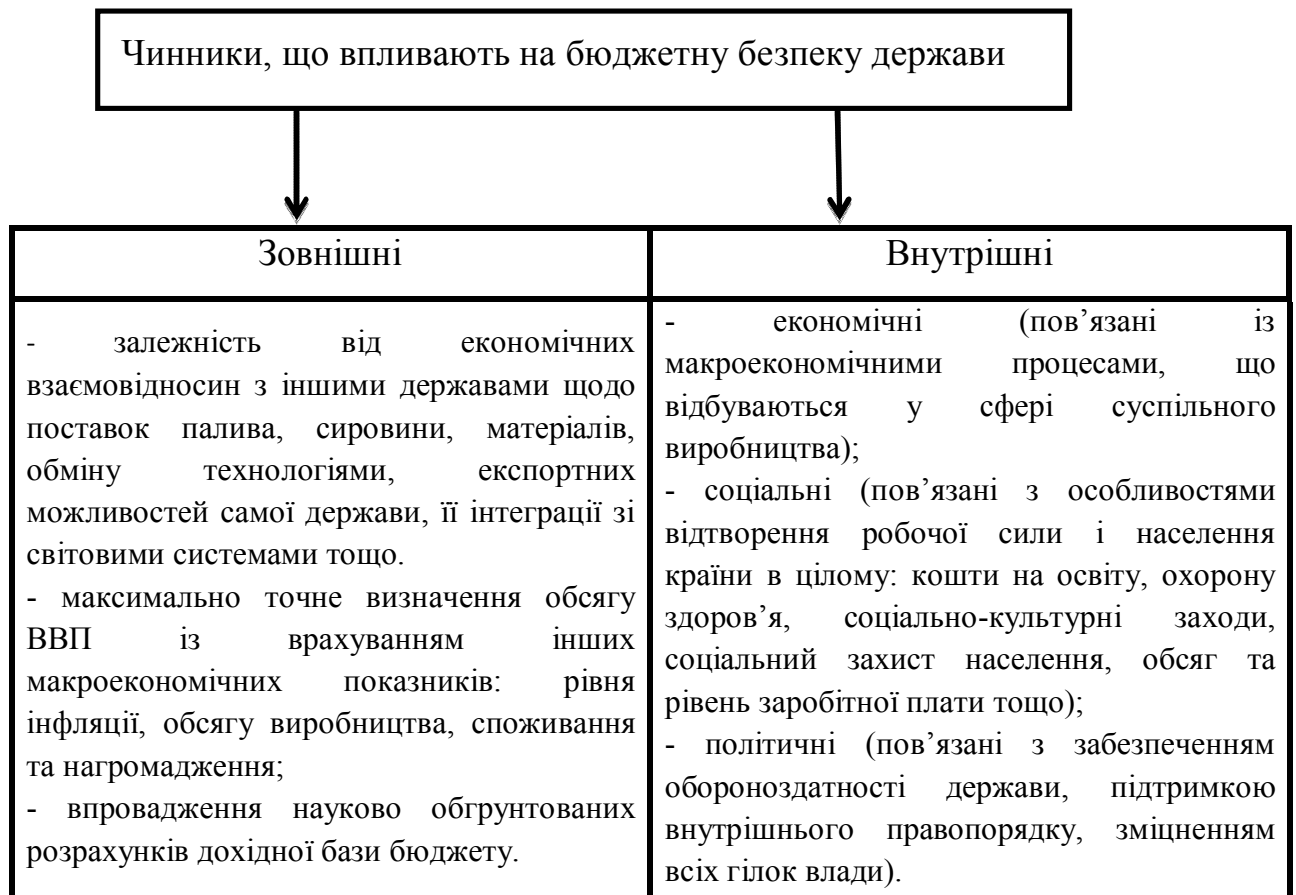 Чинники, що впливають на бюджетну безпеку держави
Зовнішні
- залежність від економічних
взаємовідносин з іншими державами щодо
поставок палива, сировини, матеріалів,
обміну технологіями, експортних
можливостей самої держави, її інтеграції зі
світовими системами тощо.
- максимально точне визначення обсягу
ВВП із врахуванням інших
макроекономічних показників: рівня
інфляції, обсягу виробництва, споживання
та нагромадження;
- впровадження науково обгрунтованих
розрахунків дохідної бази бюджету.
Внутрішні
- економічні (пов’язані із
макроекономічними процесами, що
відбуваються у сфері суспільного
виробництва);
- соціальні (пов’язані з особливостями
відтворення робочої сили і населення
країни в цілому: кошти на освіту, охорону
здоров’я, соціально-культурні заходи,
соціальний захист населення, обсяг та
рівень заробітної плати тощо);
- політичні (пов’язані з забезпеченням
обороноздатності держави, підтримкою
внутрішнього правопорядку, зміцненням
всіх гілок влади).